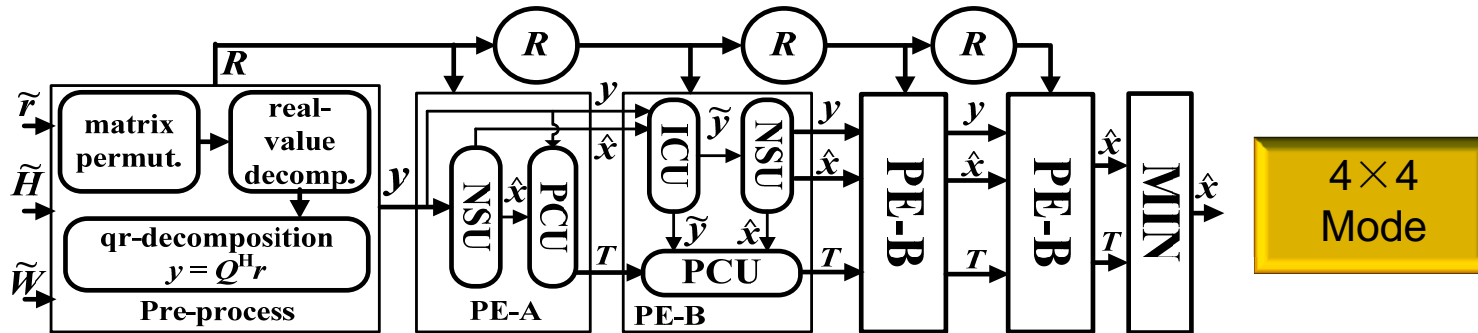 R
R
R
R
r̃
H̃
W̃
matrix
permut.
real-
value
decomp.
qr-decomposition
y = Qᴴr
Pre-process
y
y
x̂
NSU
x̂
PCU
T
PE-A
ICU
ỹ
NSU
ỹ
x̂
PCU
PE-B
y
x̂
T
PE-B
y
x̂
T
PE-B
x̂
T
MIN
x̂
4×4
Mode